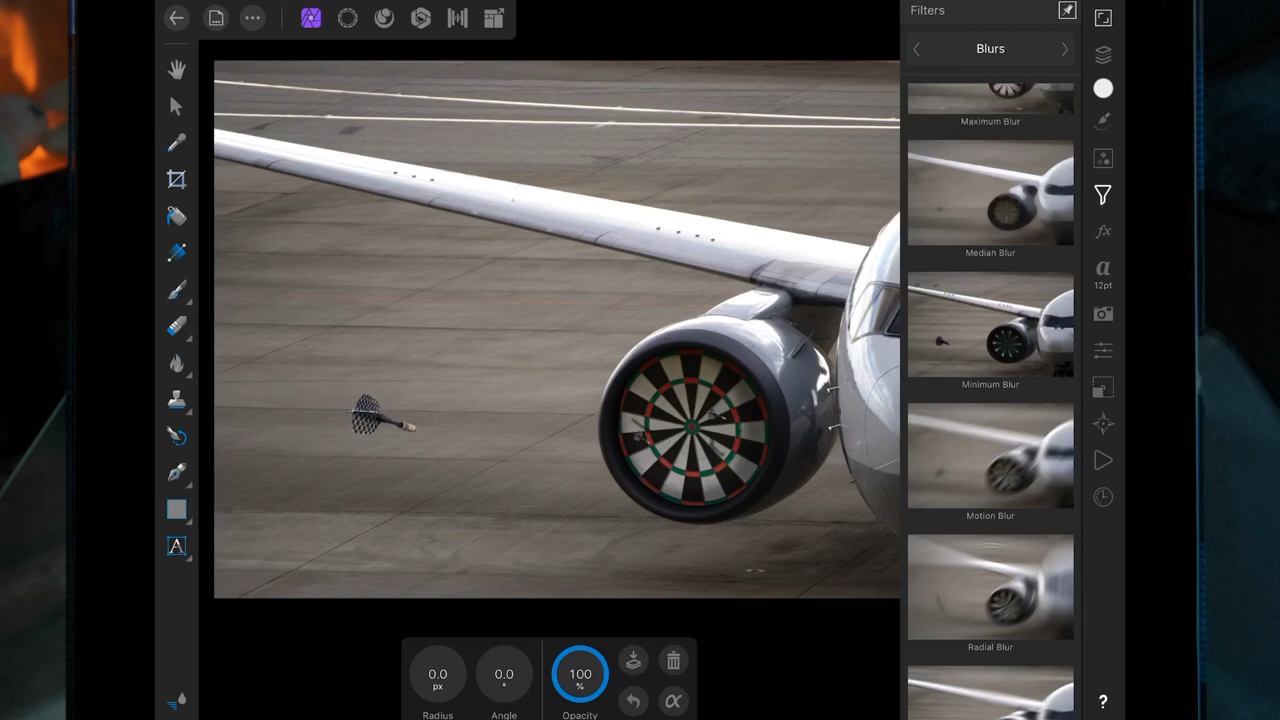 Filters
Blurs
Maximum Blur
Median Blur
12pt
Minimum Blur
Motion Blur
Radial Blur
0.0
px
0.0
°
100
%
Radius
Angle
Opacity
fx
a
A
α
?